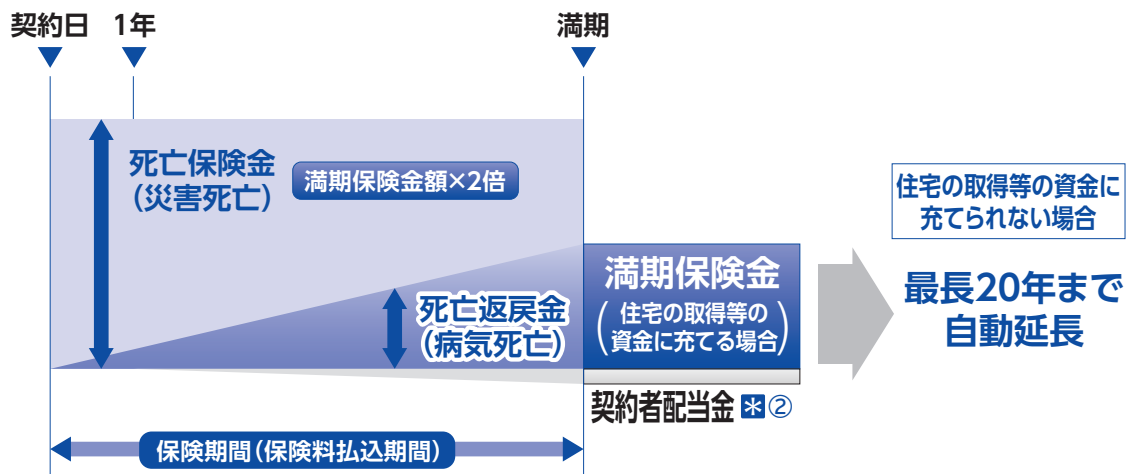 契約日 1年 満期
死亡保険金
(災害死亡)
満期保険金額×2倍
住宅の取得等の資金に
充てられない場合
満期保険金
(住宅の取得等の
資金に充てる場合)
死亡返戻金
(病気死亡)
最長20年まで
自動延長
契約者配当金 *②
保険期間(保険料払込期間)